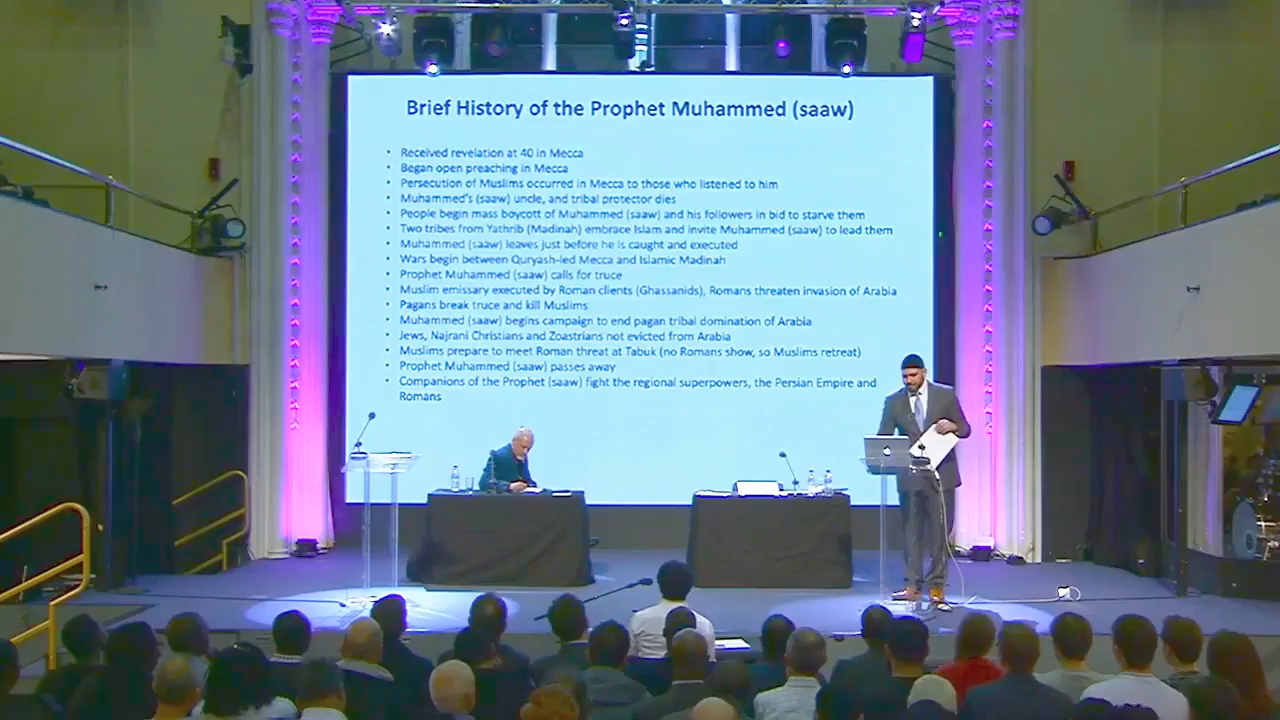 Brief History of the Prophet Muhammed (saaw)
• Received revelation at 40 in Mecca
• Began open preaching in Mecca
• Persecution of Muslims occurred in Mecca to those who listened to him
• Muhammed's (saaw) uncle, and tribal protector dies
• People begin mass boycott of Muhammed (saaw) and his followers in bid to starve them
• Two tribes from Yathrib (Madinah) embrace Islam and invite Muhammed (saaw) to lead them
• Muhammed (saaw) leaves just before he is caught and executed
• Wars begin between Quryash-led Mecca and Islamic Madinah
• Prophet Muhammed (saaw) calls for truce
• Muslim emissary executed by Roman clients (Ghassanids), Romans threaten invasion of Arabia
• Pagans break truce and kill Muslims
• Muhammed (saaw) begins campaign to end pagan tribal domination of Arabia
• Jews, Najrani Christians and Zoastrians not evicted from Arabia
• Muslims prepare to meet Roman threat at Tabuk (no Romans show, so Muslims retreat)
• Prophet Muhammed (saaw) passes away
• Companions of the Prophet (saaw) fight the regional superpowers, the Persian Empire and
Romans